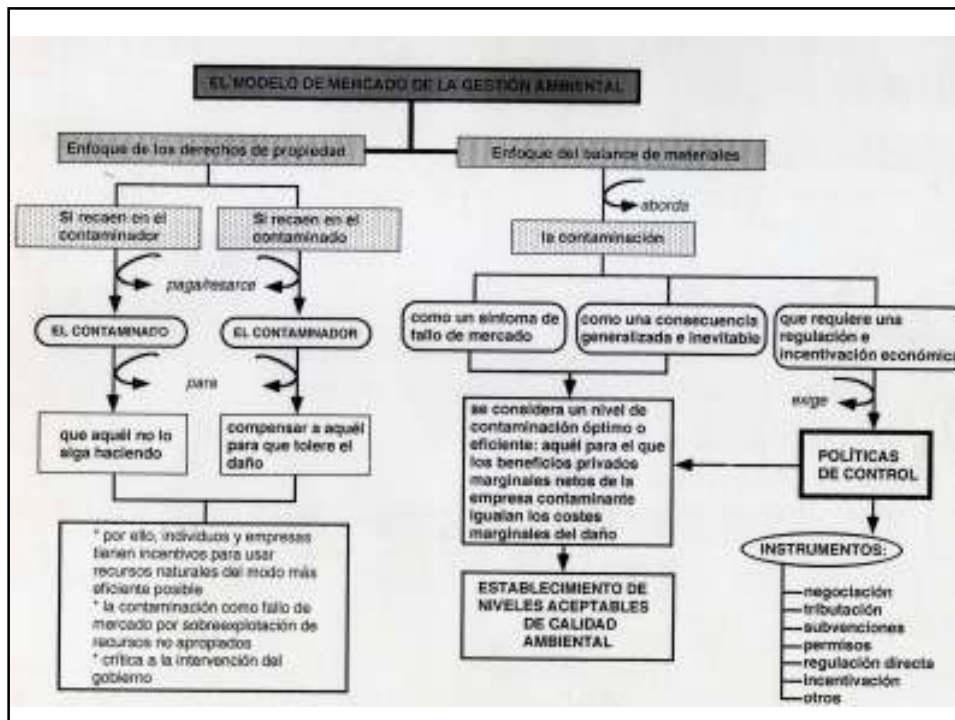 EL MODELO DE MERCADO DE LA GESTIÓN AMBIENTAL
Enfoque de los derechos de propiedad
Enfoque del balance de materiales
Si recaen en el
contaminador
Si recaen en el
contaminado
aborda
la contaminación
paga/resarce
EL CONTAMINADO
EL CONTAMINADOR
como un síntoma de
fallo de mercado
como una consecuencia
generalizada e inevitable
que requiere una
regulación e
incentivación económica
para
exige
que aquél no lo
siga haciendo
compensar a aquél
para que tolere el
daño
se considera un nivel de
contaminación óptimo o
eficiente: aquél para el que
los beneficios privados
marginales netos de la
empresa contaminante
igualan los costes
marginales del daño
POLÍTICAS
DE CONTROL
* por ello, individuos y empresas
tienen incentivos para usar
recursos naturales del modo más
eficiente posible
* la contaminación como fallo de
mercado por sobreexplotación de
recursos no apropiados
* crítica a la intervención del
gobierno
ESTABLECIMIENTO DE
NIVELES ACEPTABLES
DE CALIDAD
AMBIENTAL
INSTRUMENTOS:
negociación
tributación
subvenciones
permisos
regulación directa
incentivación
otros